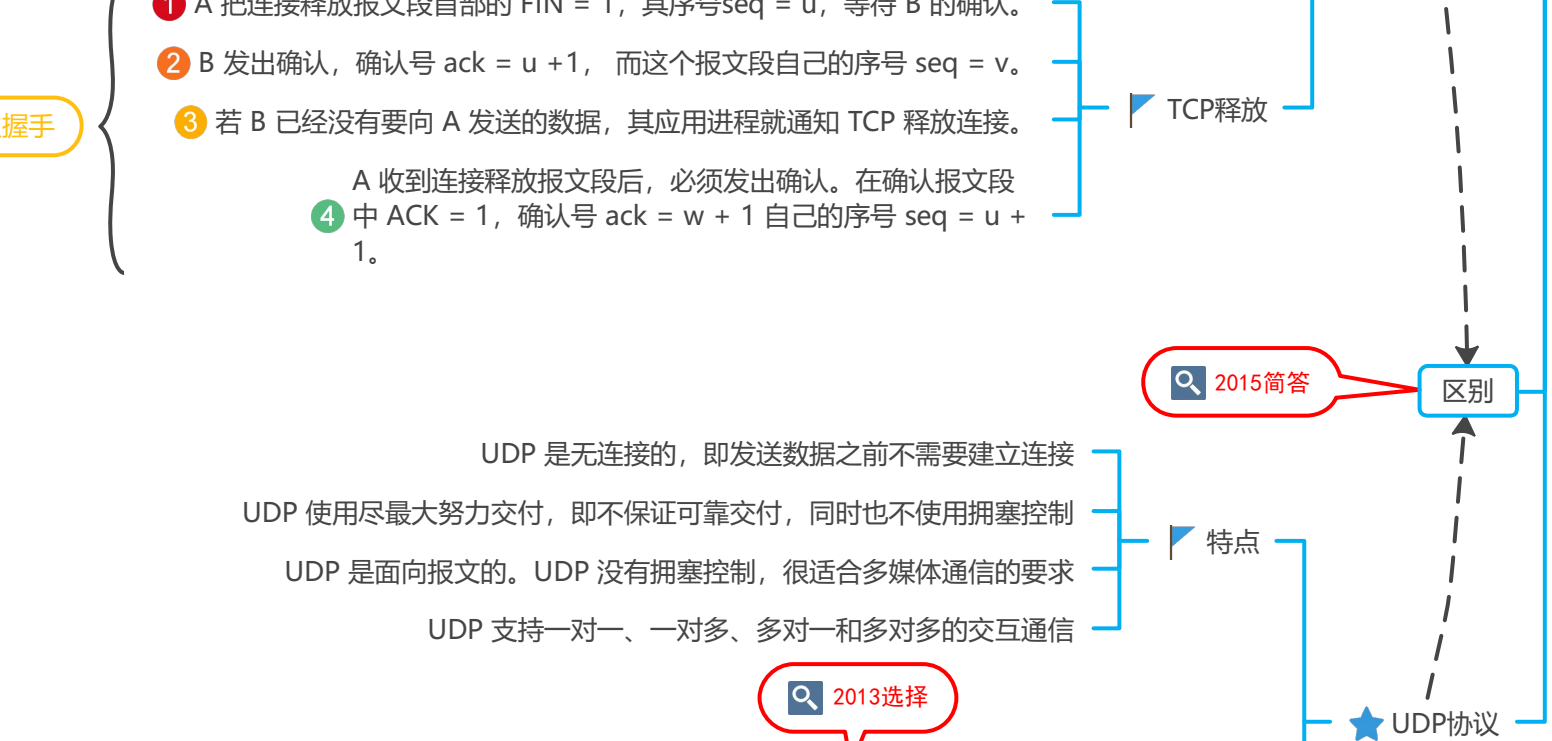 1 A 把连接释放报文段首部的 FIN = 1，其序号seq = u，等待 B 的确认。
2 B 发出确认，确认号 ack = u +1， 而这个报文段自己的序号 seq = v。
握手
3 若 B 已经没有要向 A 发送的数据，其应用进程就通知 TCP 释放连接。
TCP释放
A 收到连接释放报文段后，必须发出确认。在确认报文段
4 中 ACK = 1，确认号 ack = w + 1 自己的序号 seq = u +
1。
2015简答
区别
UDP 是无连接的，即发送数据之前不需要建立连接
UDP 使用尽最大努力交付，即不保证可靠交付，同时也不使用拥塞控制
特点
UDP 是面向报文的。UDP 没有拥塞控制，很适合多媒体通信的要求
UDP 支持一对一、一对多、多对一和多对多的交互通信
2013选择
UDP协议